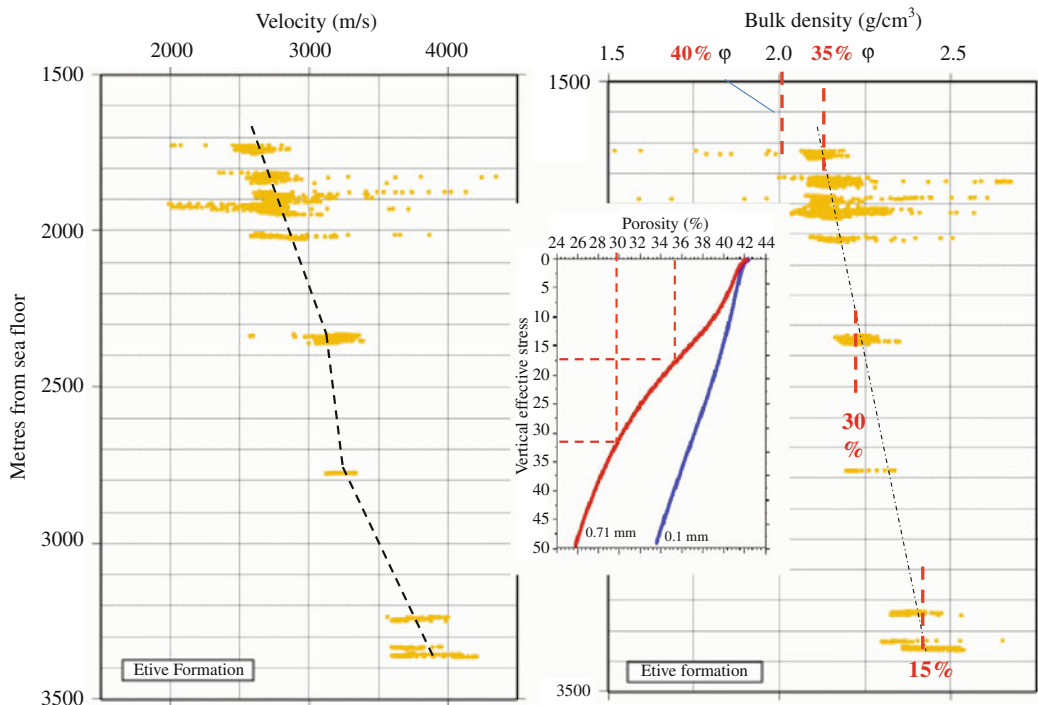 Velocity (m/s)
2000 3000 4000
1500
2000
2500
3000
3500
Metres from sea floor
Etive Formation
Bulk density (g/cm³)
1.5 40% φ 2.0 35% φ 2.5
1500
Porosity (%)
24 26 28 30 32 34 36 38 40 42 44
0
5
10
15
20
25
30
35
40
45
50
Vertical effective stress
0.71 mm 0.1 mm
30
%
15%
Etive formation
3500